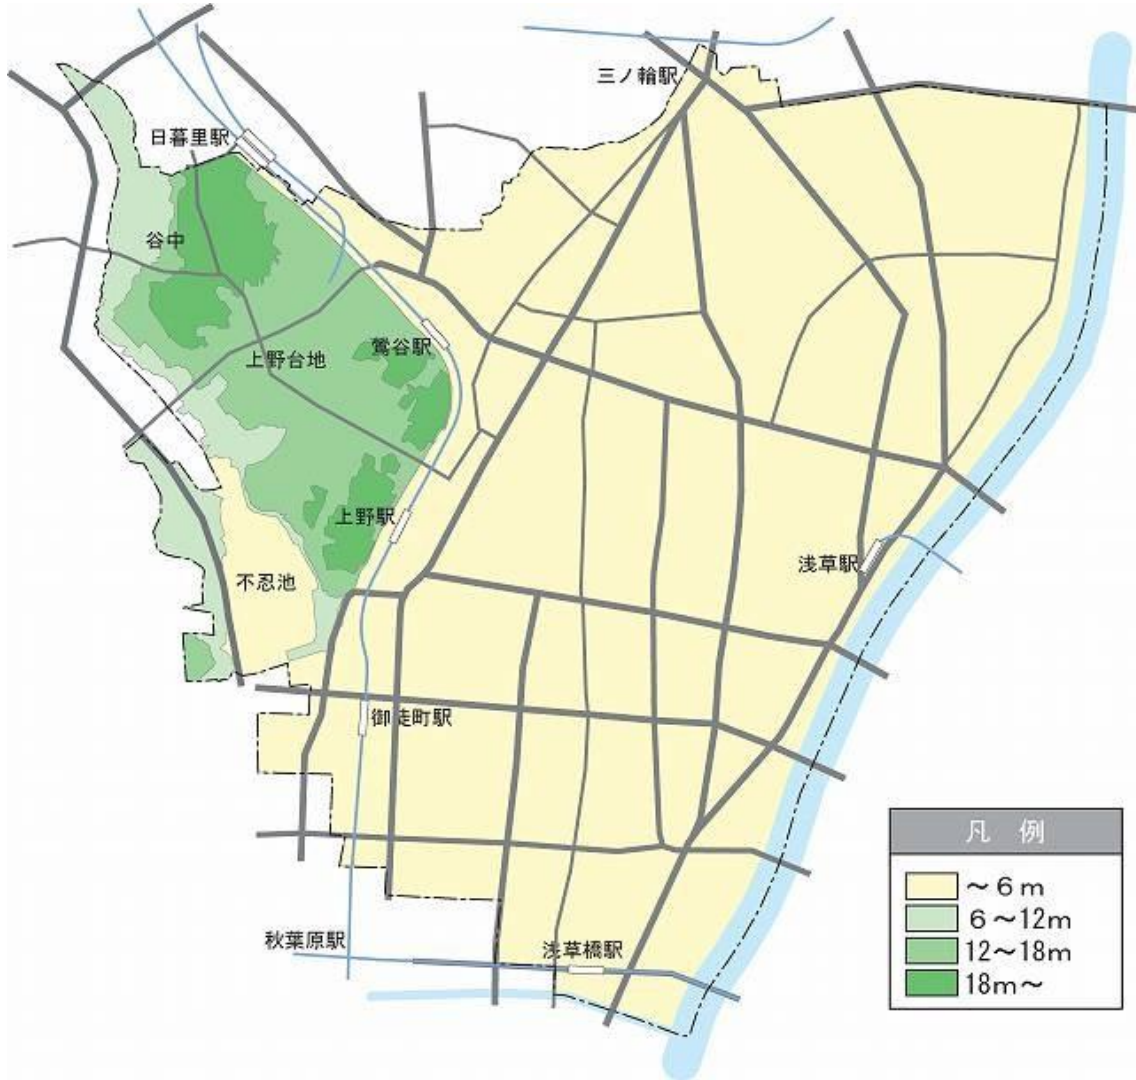 三ノ輪駅
日暮里駅
谷中
鶯谷駅
上野台地
上野駅
浅草駅
不忍池
御徒町駅
秋葉原駅
浅草橋駅
凡 例
～6m
6～12m
12～18m
18m～